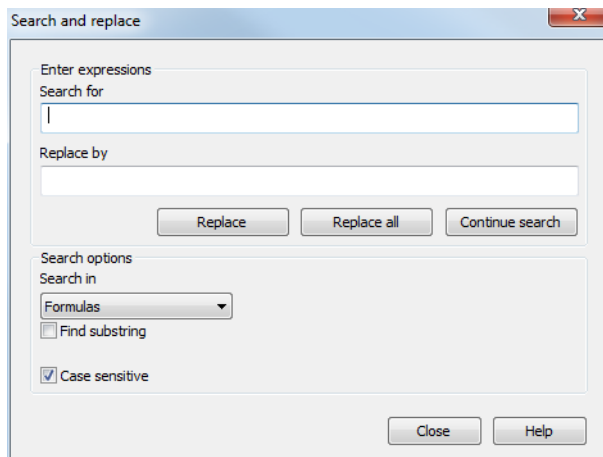 Search and replace
Enter expressions
Search for
Replace by
Replace
Replace all
Continue search
Search options
Search in
Formulas
Find substring
Case sensitive
Close
Help